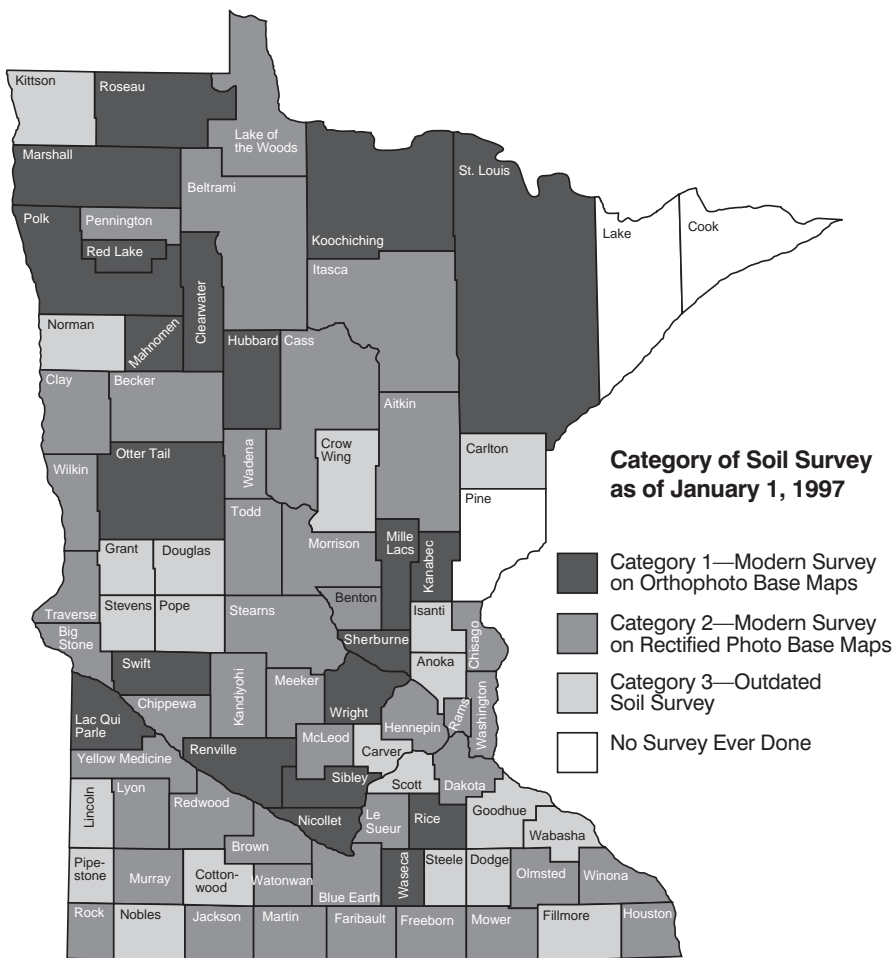 Kittson
Roseau
Lake of
the Woods
Marshall
Beltrami
St. Louis
Polk
Pennington
Red Lake
Koochiching
Lake
Cook
Clearwater
Itasca
Norman
Mahnomen
Hubbard
Cass
Clay
Becker
Aitkin
Otter Tail
Wadena
Crow
Wing
Carlton
Wilkin
Pine
Todd
Morrison
Mille
Lacs
Kanabec
Grant
Douglas
Benton
Isanti
Traverse
Stevens
Pope
Stearns
Chisago
Big
Stone
Sherburne
Anoka
Swift
Kandiyohi
Meeker
Wright
Hennepin
Rams
Washington
Chippewa
Lac Qui
Parle
McLeod
Carver
Renville
Yellow Medicine
Sibley
Scott
Dakota
Lincoln
Lyon
Redwood
Nicollet
Le
Sueur
Rice
Goodhue
Wabasha
Brown
Pipe-
stone
Murray
Cotton-
wood
Watonwan
Blue Earth
Waseca
Steele
Dodge
Olmsted
Winona
Rock
Nobles
Jackson
Martin
Faribault
Freeborn
Mower
Fillmore
Houston
Category of Soil Survey
as of January 1, 1997
Category 1—Modern Survey
on Orthophoto Base Maps
Category 2—Modern Survey
on Rectified Photo Base Maps
Category 3—Outdated
Soil Survey
No Survey Ever Done